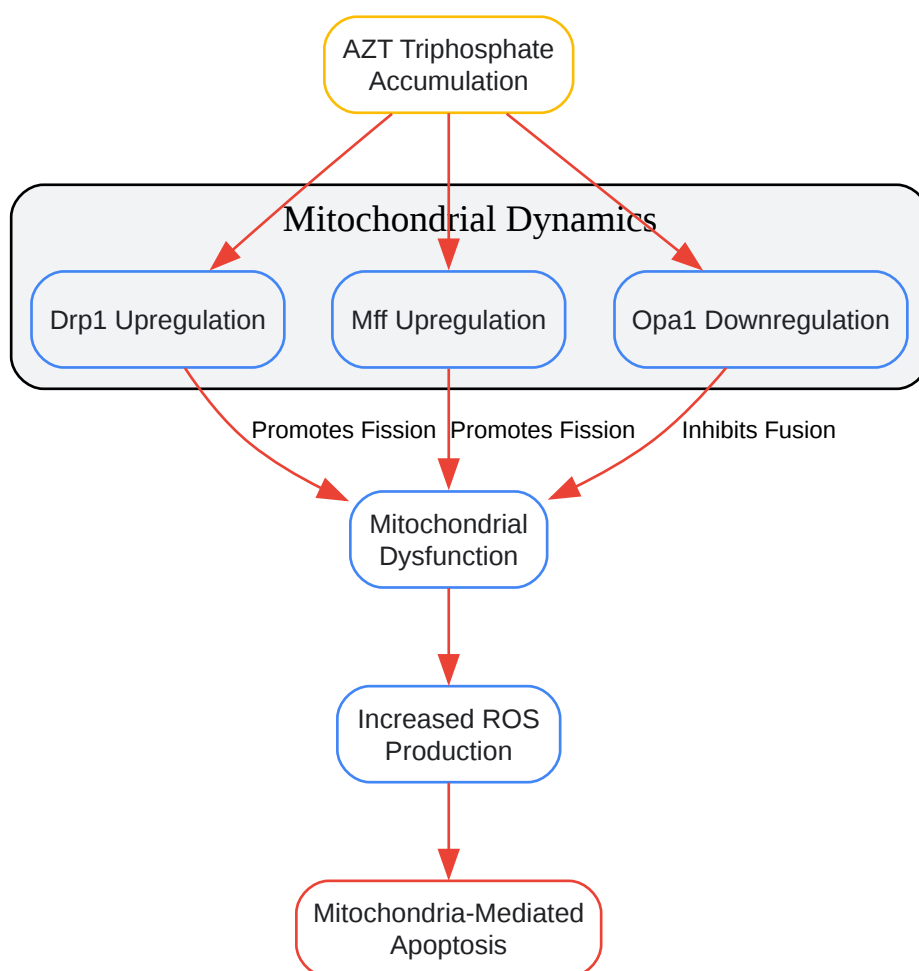 AZT Triphosphate
Accumulation
Mitochondrial Dynamics
Drp1 Upregulation
Mff Upregulation
Opa1 Downregulation
Promotes Fission
Promotes Fission
Inhibits Fusion
Mitochondrial
Dysfunction
Increased ROS
Production
Mitochondria-Mediated
Apoptosis